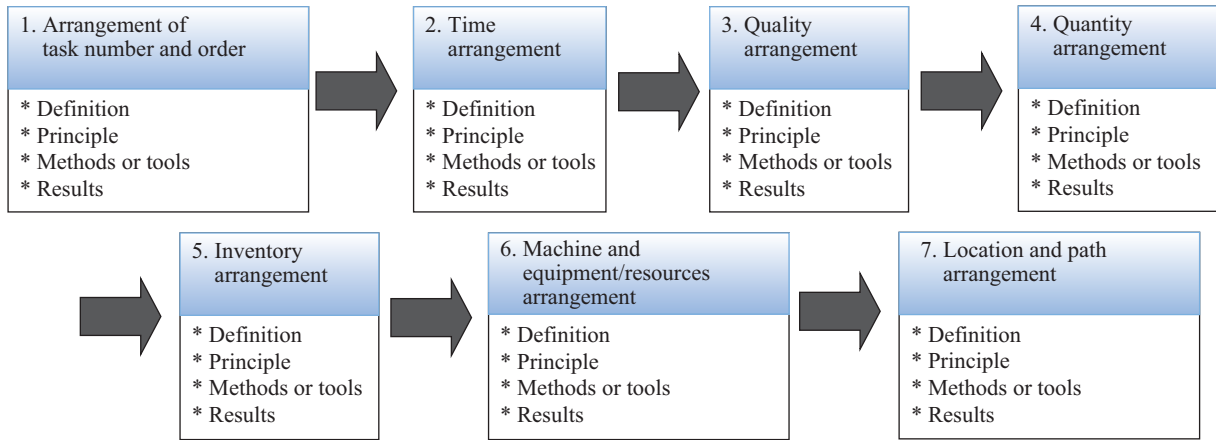 1. Arrangement of
task number and order
* Definition
* Principle
* Methods or tools
* Results
2. Time
arrangement
* Definition
* Principle
* Methods or tools
* Results
3. Quality
arrangement
* Definition
* Principle
* Methods or tools
* Results
4. Quantity
arrangement
* Definition
* Principle
* Methods or tools
* Results
5. Inventory
arrangement
* Definition
* Principle
* Methods or tools
* Results
6. Machine and
equipment/resources
arrangement
* Definition
* Principle
* Methods or tools
* Results
7. Location and path
arrangement
* Definition
* Principle
* Methods or tools
* Results